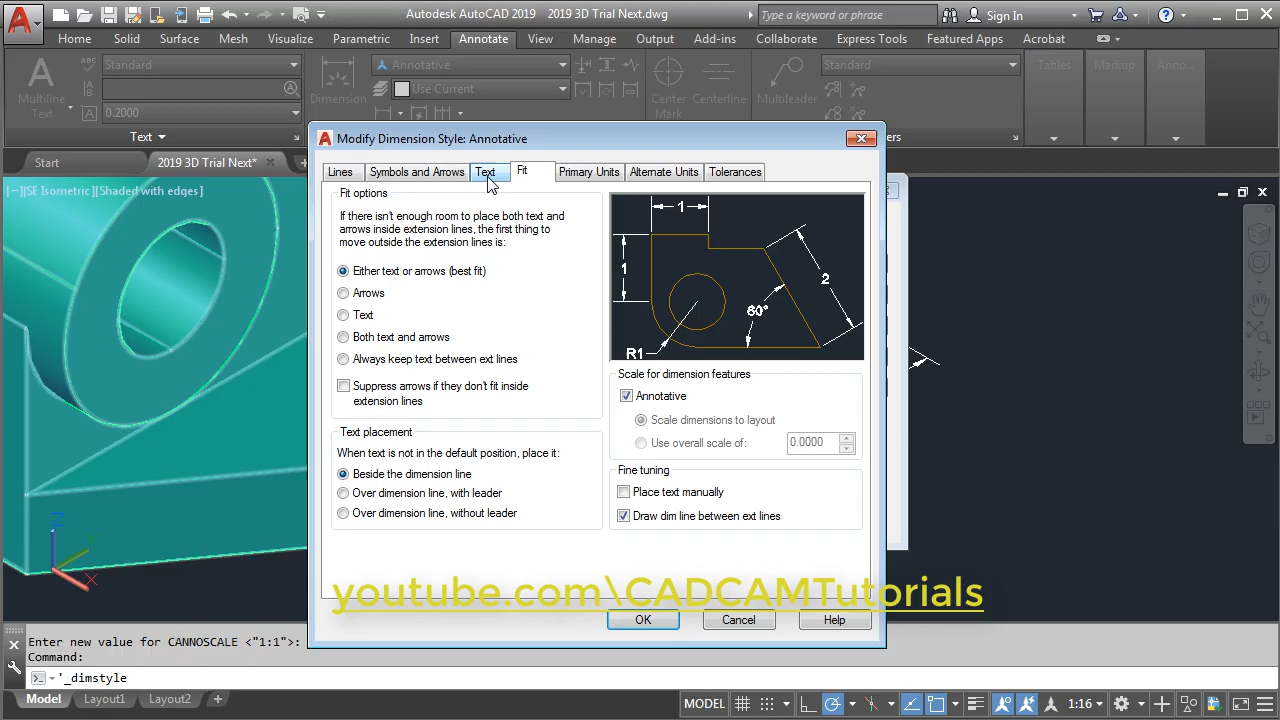 Autodesk AutoCAD 2019   2019 3D Trial Next.dwg
Type a keyword or phrase
Sign In
Home Solid Surface Mesh Visualize Parametric Insert Annotate View Manage Output Add-ins Collaborate Express Tools Featured Apps Acrobat
Multiline
Text
Standard
0.2000
Text
Dimension
Annotative
Use Current
Center
Mark
Centerline
Multileader
Standard
Tables
Markup
Anno...
Start
2019 3D Trial Next*
[−][SE Isometric][Shaded with edges]
Modify Dimension Style: Annotative
Lines Symbols and Arrows Text Fit Primary Units Alternate Units Tolerances
Fit options
If there isn't enough room to place both text and
arrows inside extension lines, the first thing to
move outside the extension lines is:
Either text or arrows (best fit)
Arrows
Text
Both text and arrows
Always keep text between ext lines
Suppress arrows if they don't fit inside
extension lines
Text placement
When text is not in the default position, place it:
Beside the dimension line
Over dimension line, with leader
Over dimension line, without leader
1
1
2
60°
R1
Scale for dimension features
Annotative
Scale dimensions to layout
Use overall scale of:
0.0000
Fine tuning
Place text manually
Draw dim line between ext lines
youtube.com\CADCAMTutorials
OK
Cancel
Help
Z
Y
X
Enter new value for CANNOSCALE <"1:1">:
Command:
'_dimstyle
Model Layout1 Layout2 +
MODEL
1:16